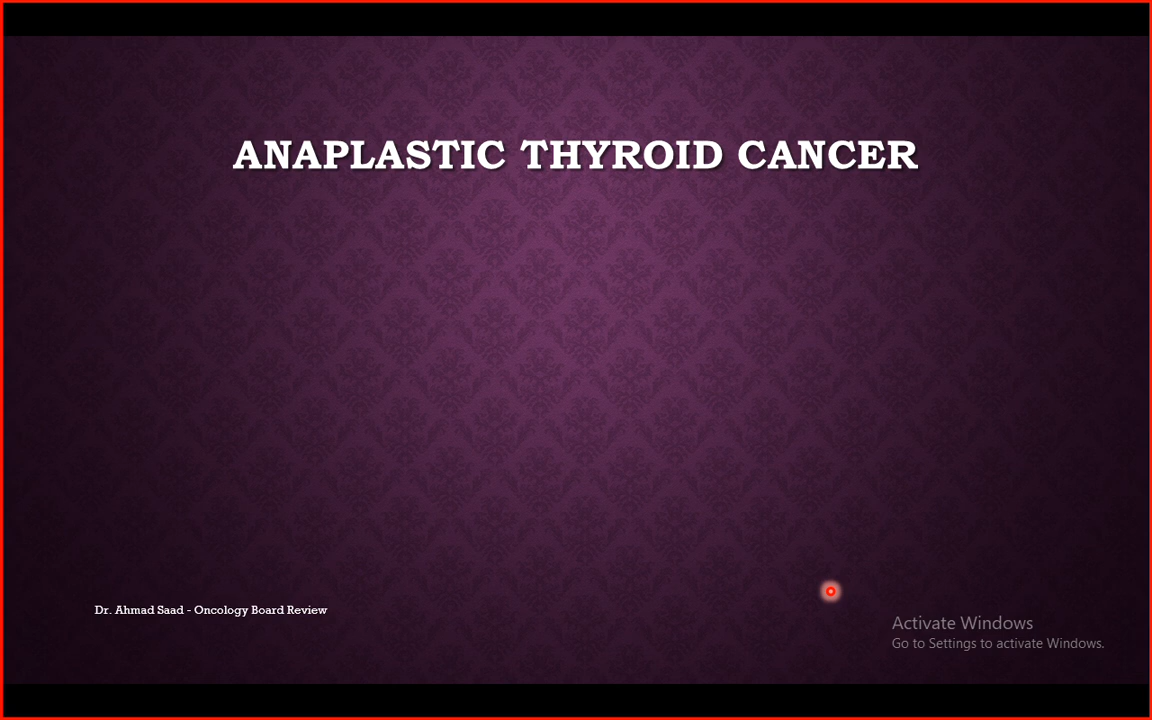 ANAPLASTIC THYROID CANCER
Dr. Ahmad Saad - Oncology Board Review
Activate Windows
Go to Settings to activate Windows.